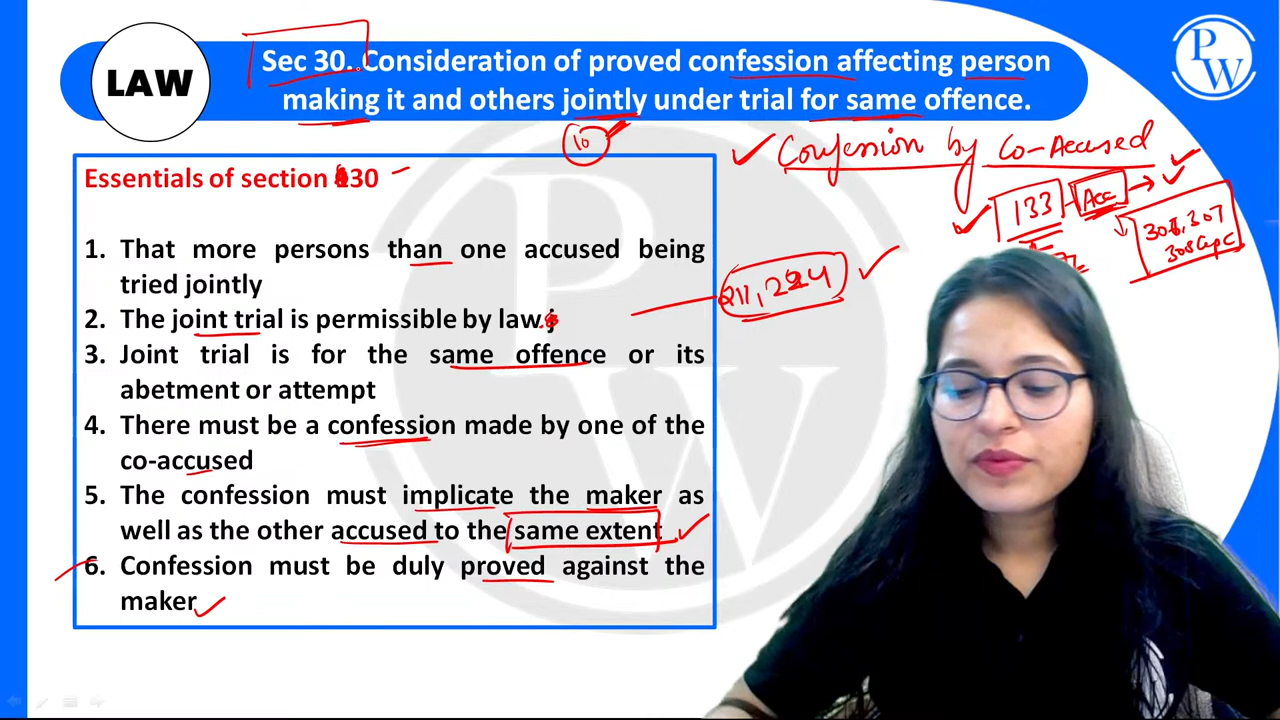 LAW
Sec 30. Consideration of proved confession affecting person
making it and others jointly under trial for same offence.
PW
10
Confession by Co-Accused
133 Acc
307
308 CrPC
211, 224
Essentials of section 30
1. That more persons than one accused being
tried jointly
2. The joint trial is permissible by law.
3. Joint trial is for the same offence or its
abetment or attempt
4. There must be a confession made by one of the
co-accused
5. The confession must implicate the maker as
well as the other accused to the same extent
6. Confession must be duly proved against the
maker